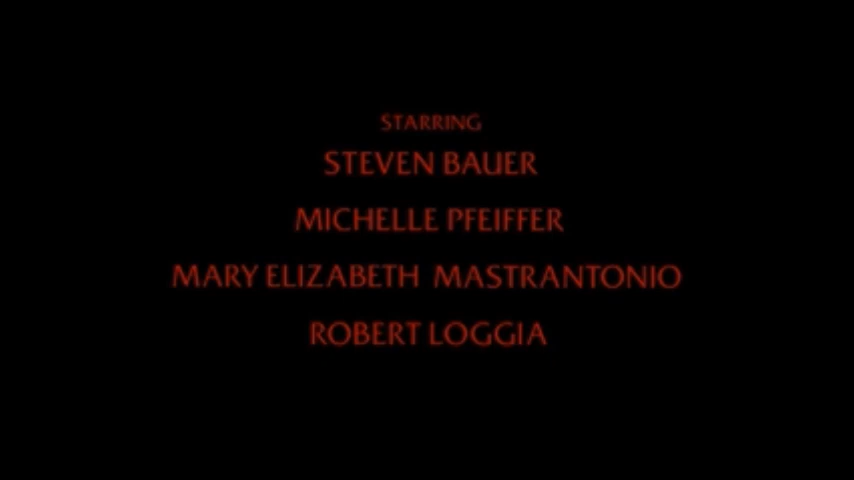 STARRING
STEVEN BAUER
MICHELLE PFEIFFER
MARY ELIZABETH MASTRANTONIO
ROBERT LOGGIA